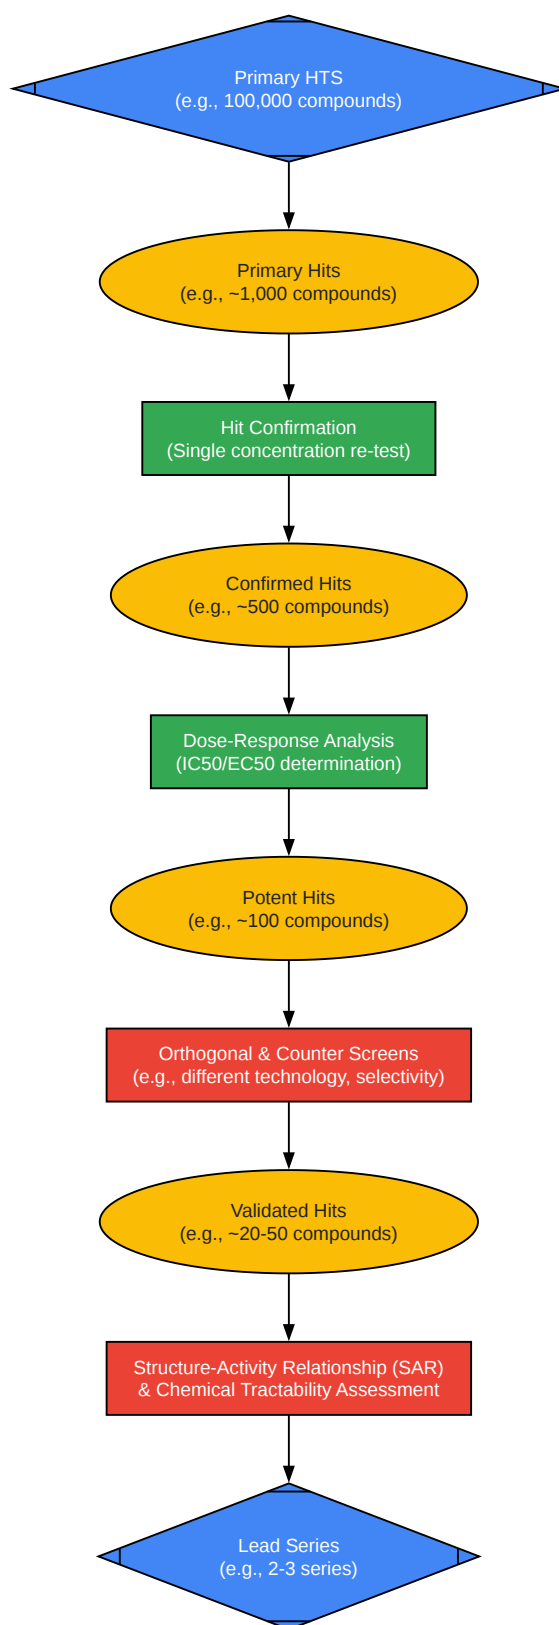 Primary HTS
(e.g., 100,000 compounds)
Primary Hits
(e.g., ~1,000 compounds)
Hit Confirmation
(Single concentration re-test)
Confirmed Hits
(e.g., ~500 compounds)
Dose-Response Analysis
(IC50/EC50 determination)
Potent Hits
(e.g., ~100 compounds)
Orthogonal & Counter Screens
(e.g., different technology, selectivity)
Validated Hits
(e.g., ~20-50 compounds)
Structure-Activity Relationship (SAR)
& Chemical Tractability Assessment
Lead Series
(e.g., 2-3 series)